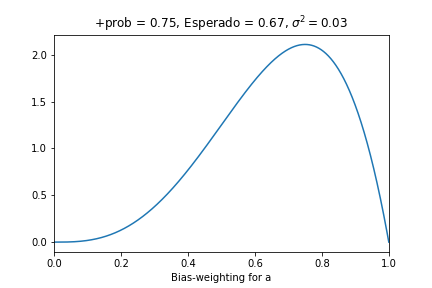 +prob = 0.75, Esperado = 0.67, σ² = 0.03
2.0
1.5
1.0
0.5
0.0
0.0 0.2 0.4 0.6 0.8 1.0
Bias-weighting for a